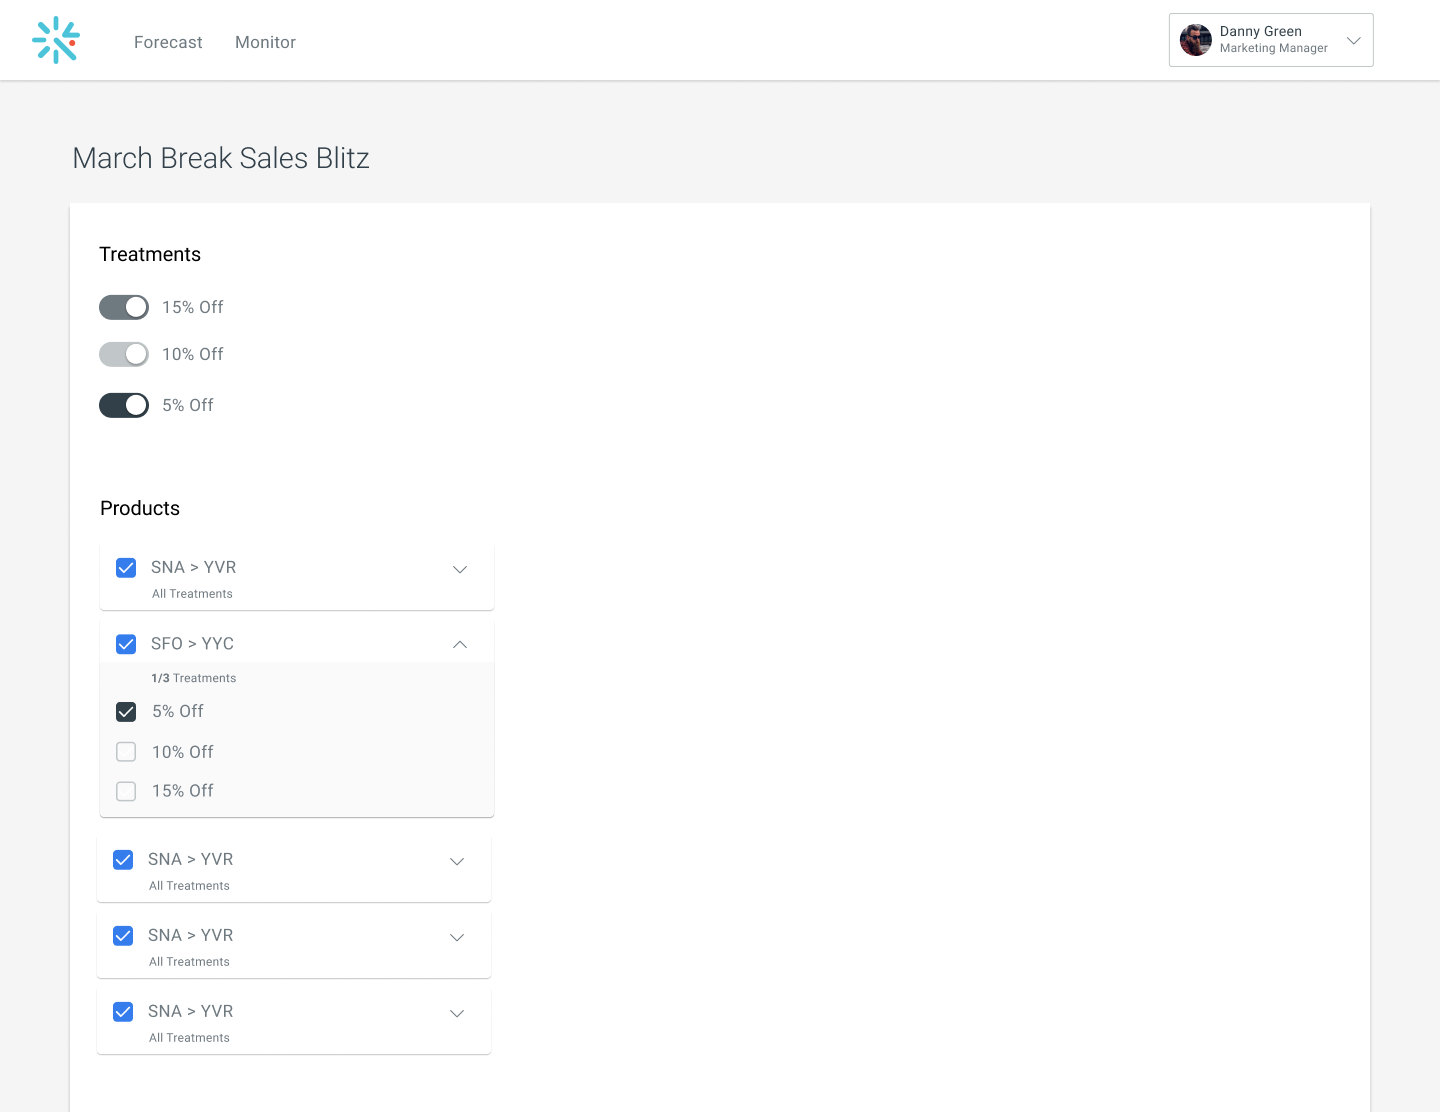 Forecast
Monitor
Danny Green
Marketing Manager
March Break Sales Blitz
Treatments
15% Off
10% Off
5% Off
Products
SNA > YVR
All Treatments
SFO > YYC
1/3 Treatments
5% Off
10% Off
15% Off
SNA > YVR
All Treatments
SNA > YVR
All Treatments
SNA > YVR
All Treatments